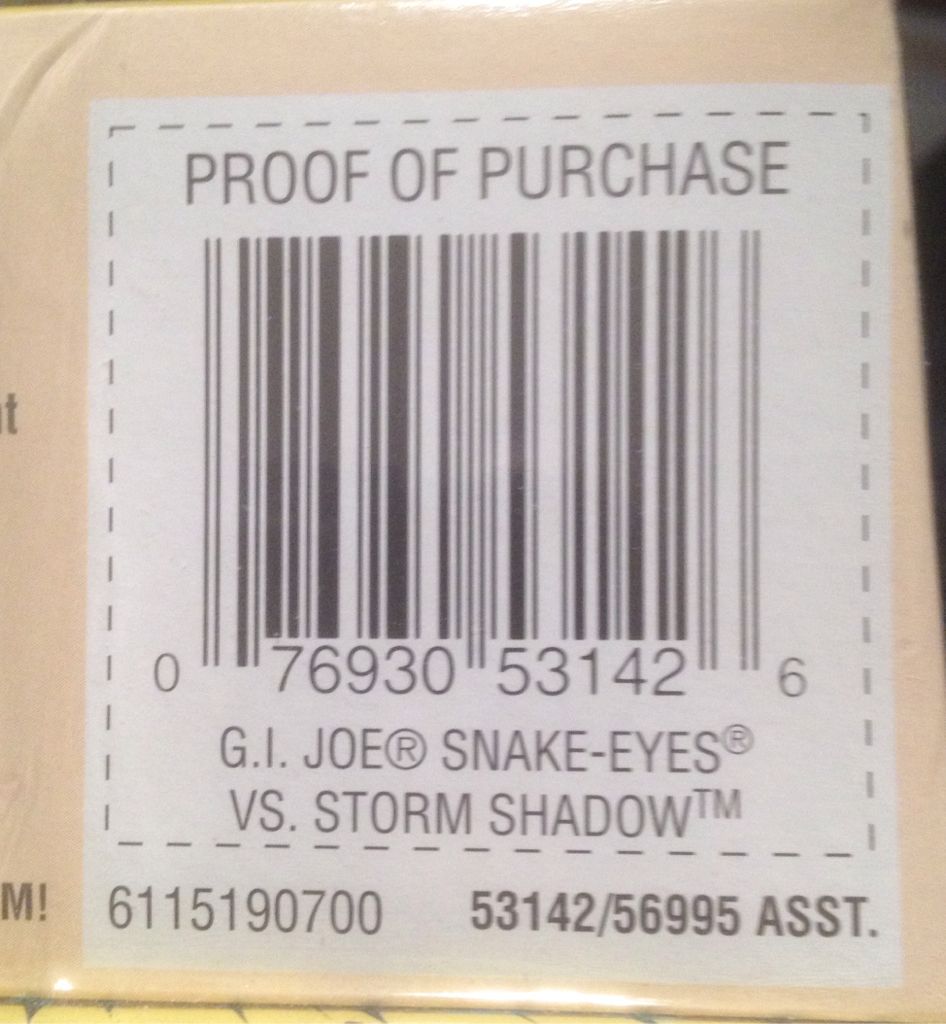 PROOF OF PURCHASE
0 76930 53142 6
G.I. JOE® SNAKE-EYES®
VS. STORM SHADOW™
6115190700 53142/56995 ASST.